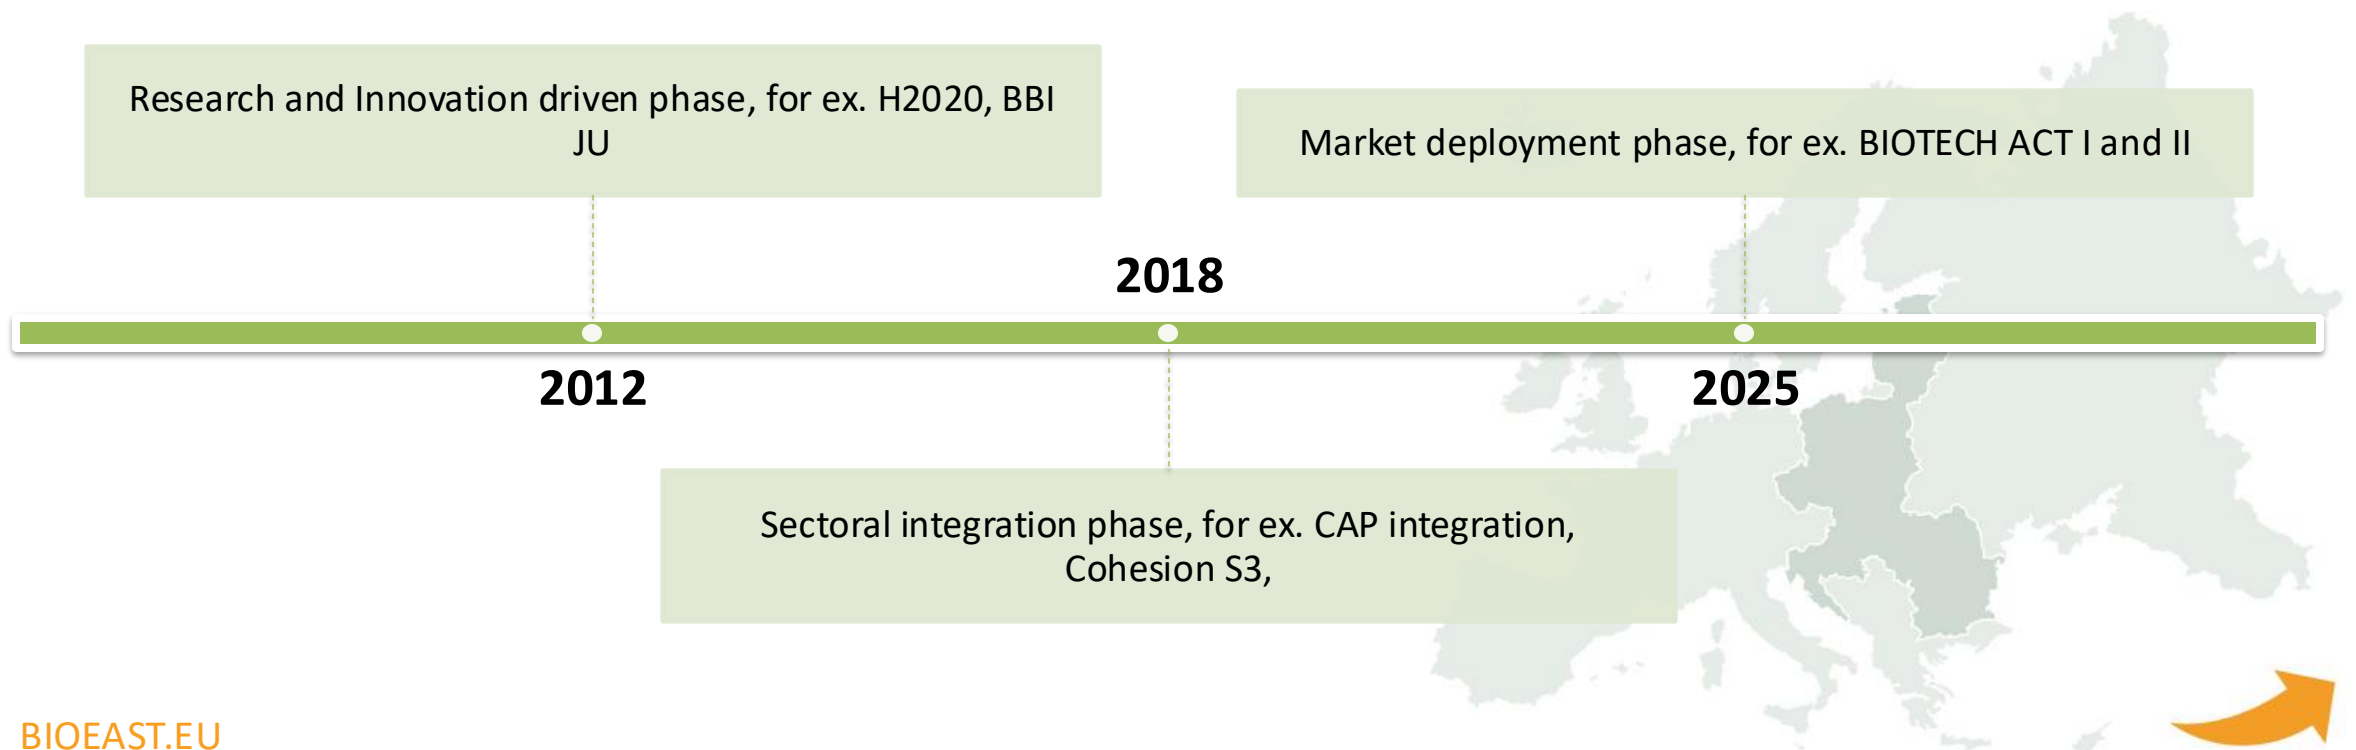 Research and Innovation driven phase, for ex. H2020, BBI
JU
Market deployment phase, for ex. BIOTECH ACT I and II
2018
2012
2025
Sectoral integration phase, for ex. CAP integration,
Cohesion S3,
BIOEAST.EU